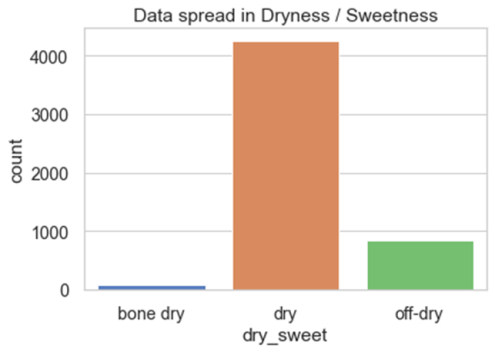 Data spread in Dryness / Sweetness
4000
3000
2000
1000
0
count
bone dry
dry
off-dry
dry_sweet